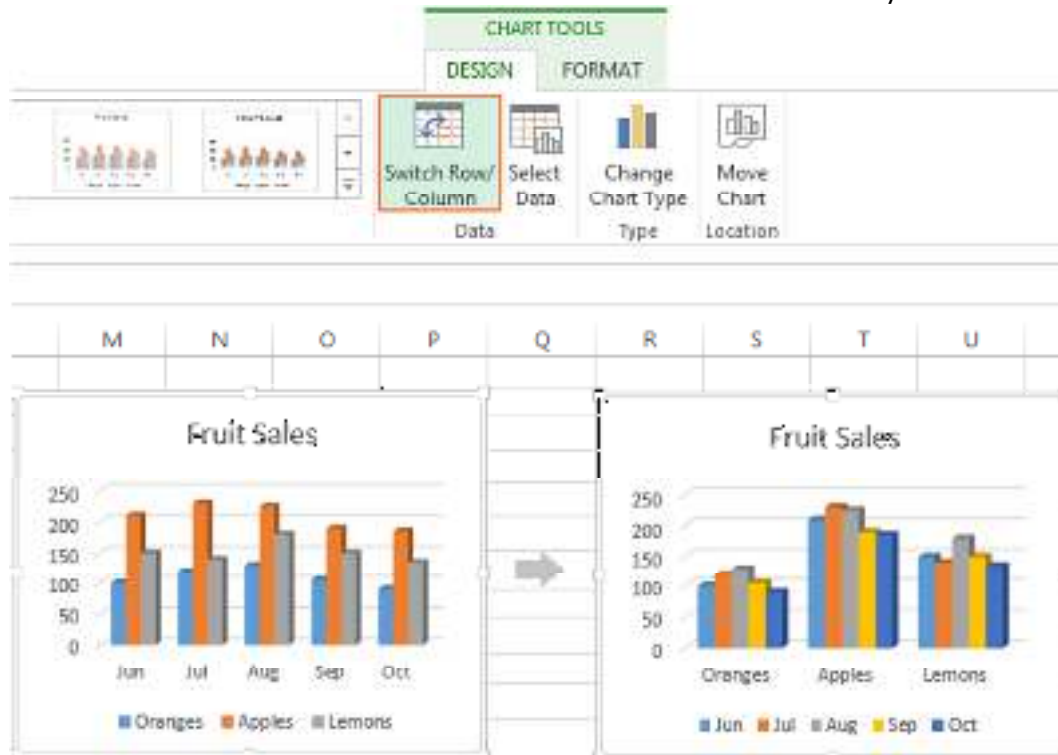 CHART TOOLS
DESIGN FORMAT
Switch Row/ Column
Select Data
Change Chart Type
Move Chart
Data Type Location
M N O P Q R S T U
Fruit Sales
250
200
150
100
50
0
Jun Jul Aug Sep Oct
Oranges Apples Lemons
Fruit Sales
250
200
150
100
50
0
Oranges Apples Lemons
Jun Jul Aug Sep Oct